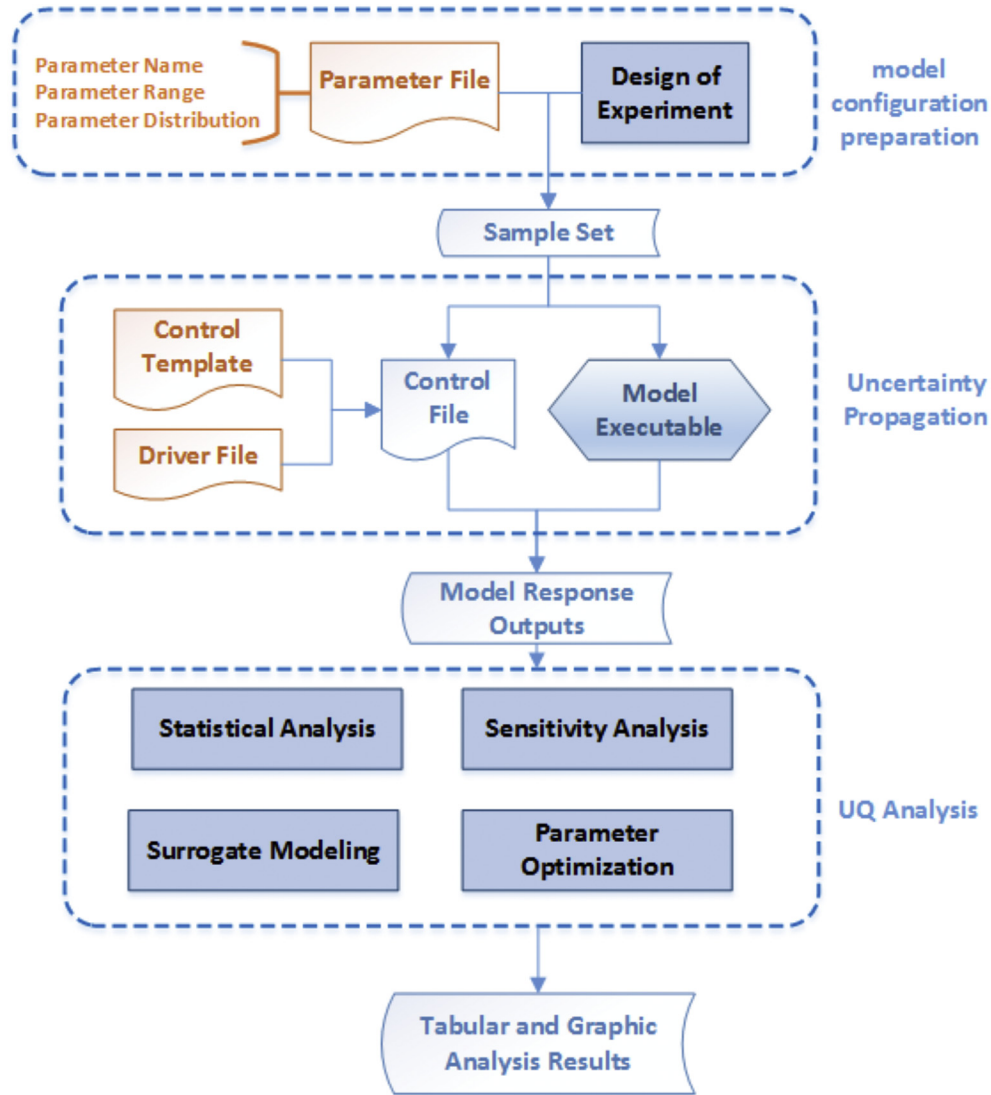 Parameter Name
Parameter Range
Parameter Distribution
Parameter File
Design of
Experiment
model
configuration
preparation
Sample Set
Control
Template
Driver File
Control
File
Model
Executable
Uncertainty
Propagation
Model Response
Outputs
Statistical Analysis
Sensitivity Analysis
Surrogate Modeling
Parameter
Optimization
UQ Analysis
Tabular and Graphic
Analysis Results